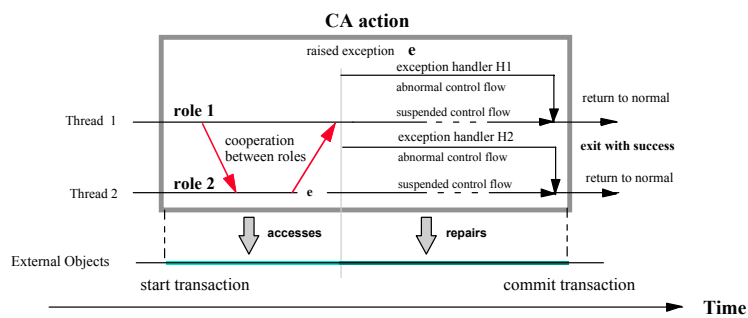 CA action
raised exception e
exception handler H1
abnormal control flow
return to normal
Thread 1
role 1
suspended control flow
cooperation
between roles
exception handler H2
exit with success
abnormal control flow
return to normal
Thread 2
role 2
e
suspended control flow
accesses
repairs
External Objects
start transaction
commit transaction
Time